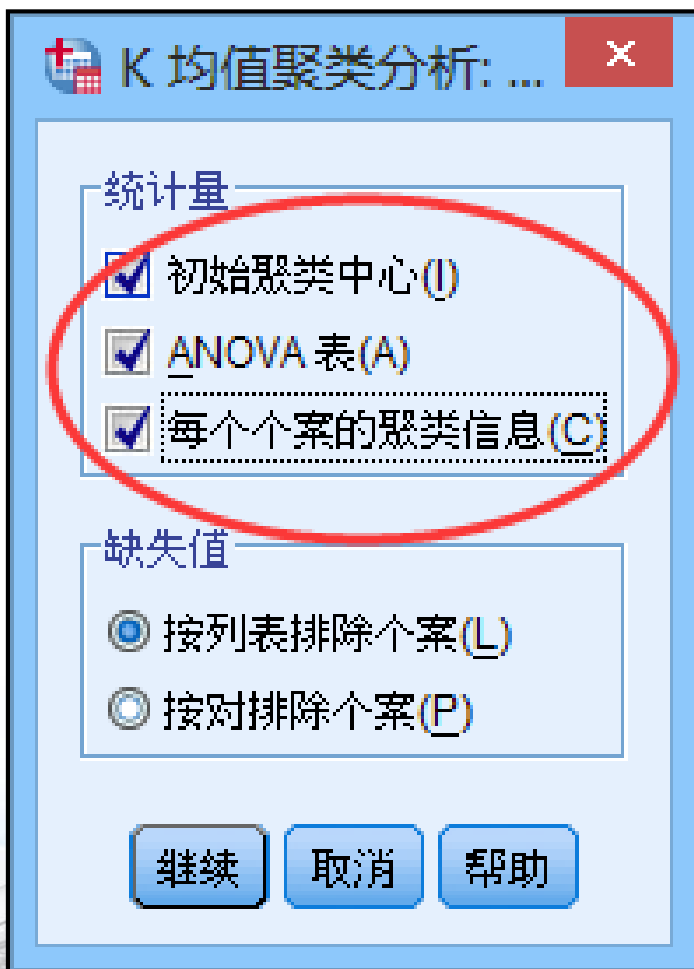 K 均值聚类分析: ...
统计量
初始聚类中心(I)
ANOVA 表(A)
每个个案的聚类信息(C)
缺失值
按列表排除个案(L)
按对排除个案(P)
继续 取消 帮助